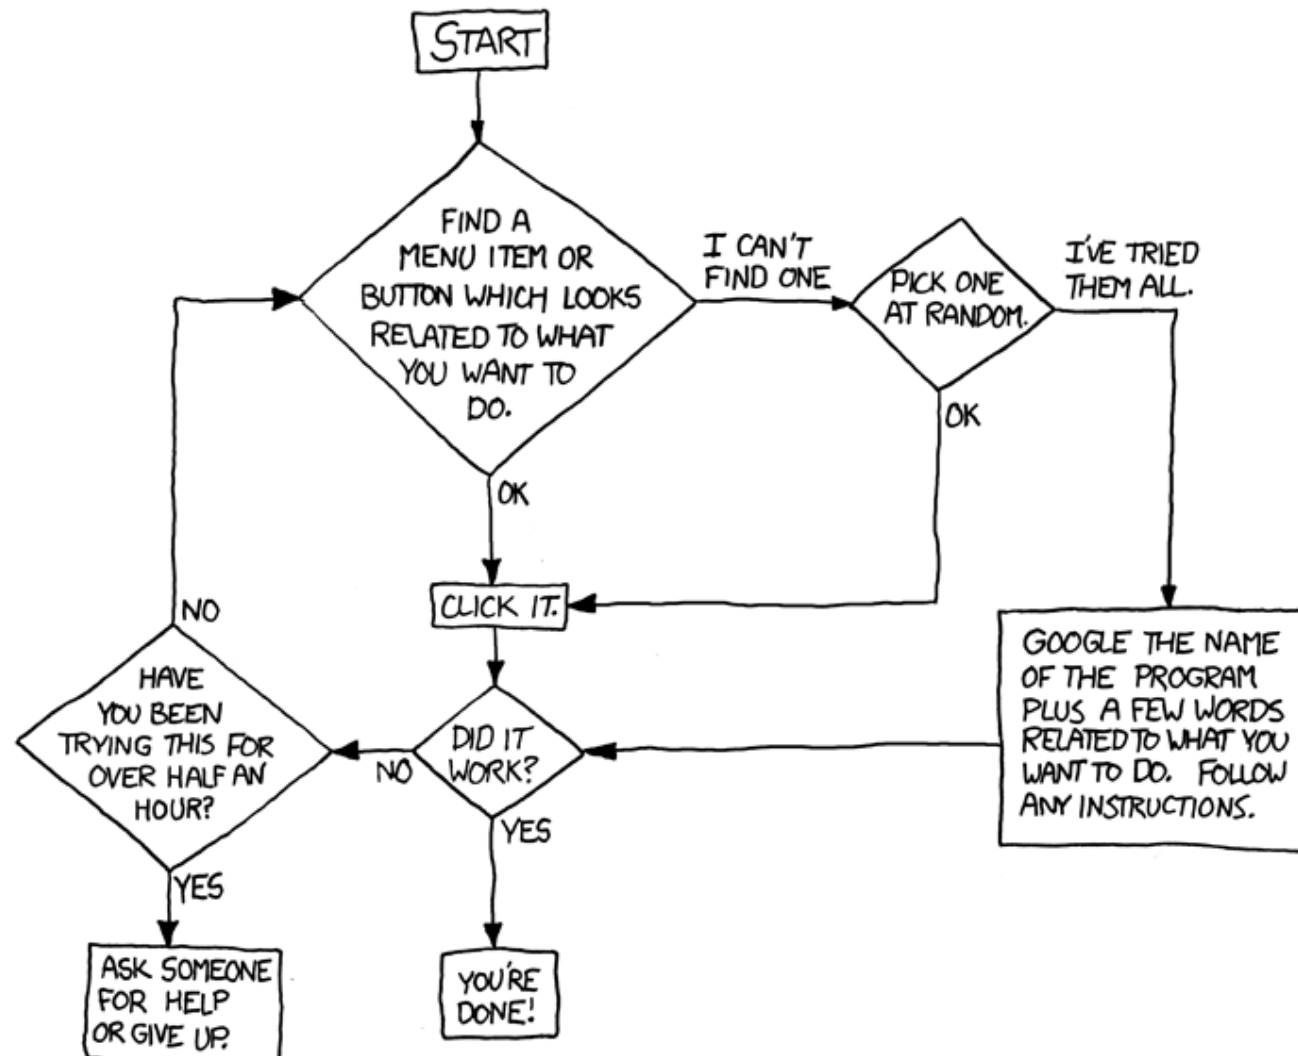 START
FIND A
MENU ITEM OR
BUTTON WHICH LOOKS
RELATED TO WHAT
YOU WANT TO
DO.
I CAN'T
FIND ONE
PICK ONE
AT RANDOM.
I'VE TRIED
THEM ALL.
OK
OK
CLICK IT.
NO
HAVE
YOU BEEN
TRYING THIS FOR
OVER HALF AN
HOUR?
NO
DID IT
WORK?
GOOGLE THE NAME
OF THE PROGRAM
PLUS A FEW WORDS
RELATED TO WHAT YOU
WANT TO DO. FOLLOW
ANY INSTRUCTIONS.
YES
YES
ASK SOMEONE
FOR HELP
OR GIVE UP.
YOU'RE
DONE!